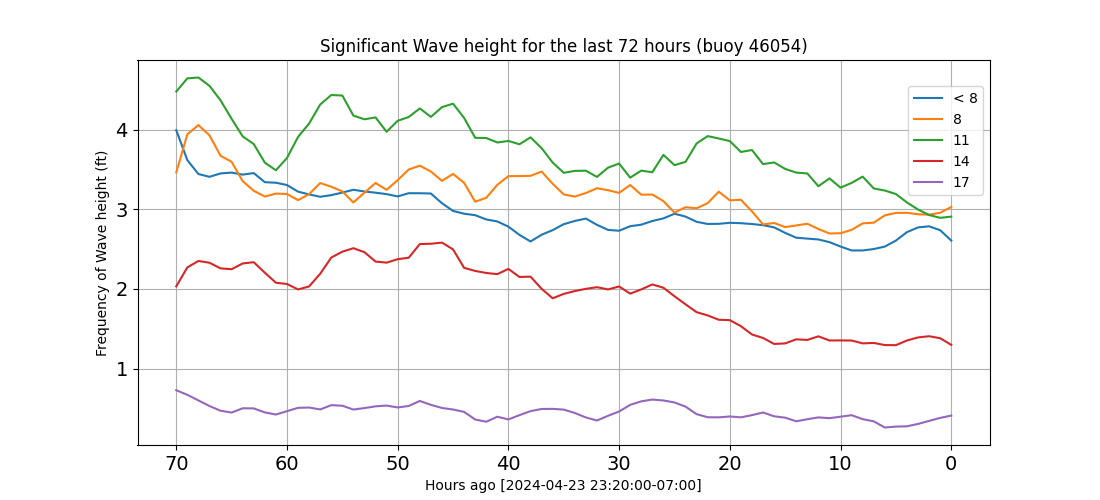 Significant Wave height for the last 72 hours (buoy 46054)
Frequency of Wave height (ft)
4
3
2
1
< 8
8
11
14
17
70 60 50 40 30 20 10 0
Hours ago [2024-04-23 23:20:00-07:00]